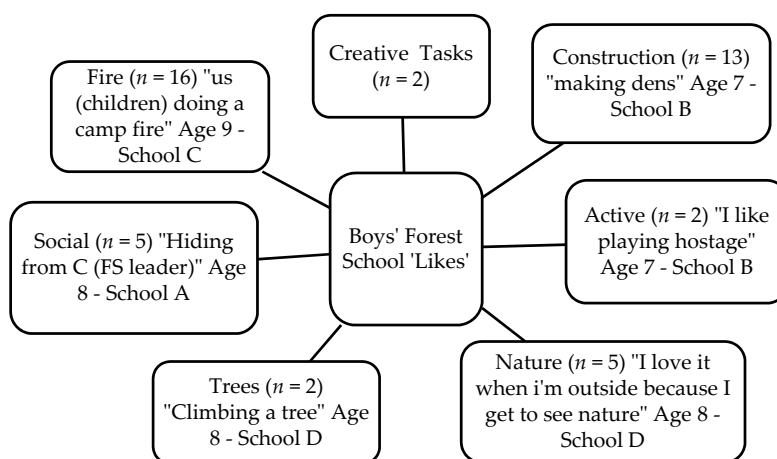 Creative Tasks
(n = 2)
Construction (n = 13)
"making dens" Age 7 -
School B
Fire (n = 16) "us
(children) doing a
camp fire" Age 9 -
School C
Boys' Forest
School 'Likes'
Active (n = 2) "I like
playing hostage"
Age 7 - School B
Social (n = 5) "Hiding
from C (FS leader)" Age
8 - School A
Nature (n = 5) "I love it
when i'm outside because I
get to see nature" Age 8 -
School D
Trees (n = 2)
"Climbing a tree" Age
8 - School D